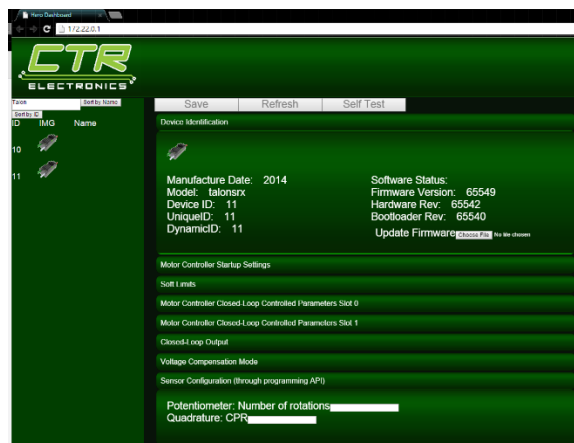 Hero Dashboard
172.22.0.1
CTR
ELECTRONICS
Talon
Sort by Name
Save Refresh Self Test
Sort by ID
Device Identification
ID IMG Name
10
11
Manufacture Date: 2014
Model: talonsrx
Device ID: 11
UniqueID: 11
DynamicID: 11
Software Status:
Firmware Version: 65549
Hardware Rev: 65542
Bootloader Rev: 65540
Update Firmware Choose File No file chosen
Motor Controller Startup Settings
Soft Limits
Motor Controller Closed-Loop Controlled Parameters Slot 0
Motor Controller Closed-Loop Controlled Parameters Slot 1
Closed-Loop Output
Voltage Compensation Mode
Sensor Configuration (through programming API)
Potentiometer: Number of rotations
Quadrature: CPR